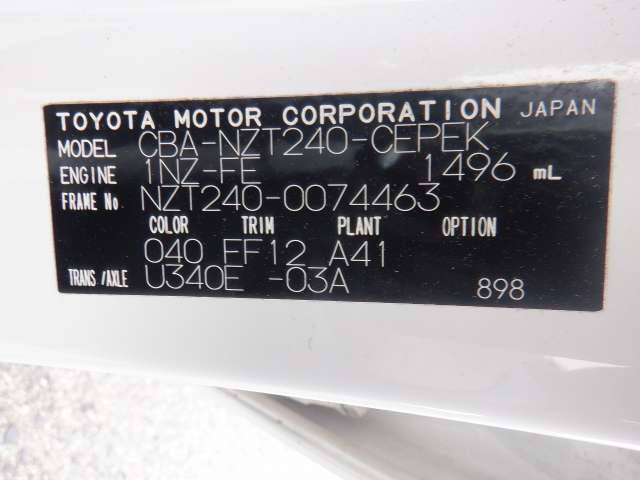 TOYOTA MOTOR CORPORATION JAPAN
MODEL CBA-NZT240-CEPEK
ENGINE 1NZ-FE 1496 mL
FRAME No NZT240-0074463
COLOR TRIM PLANT OPTION
040 FF12 A41
TRANS/AXLE U340E -03A 898